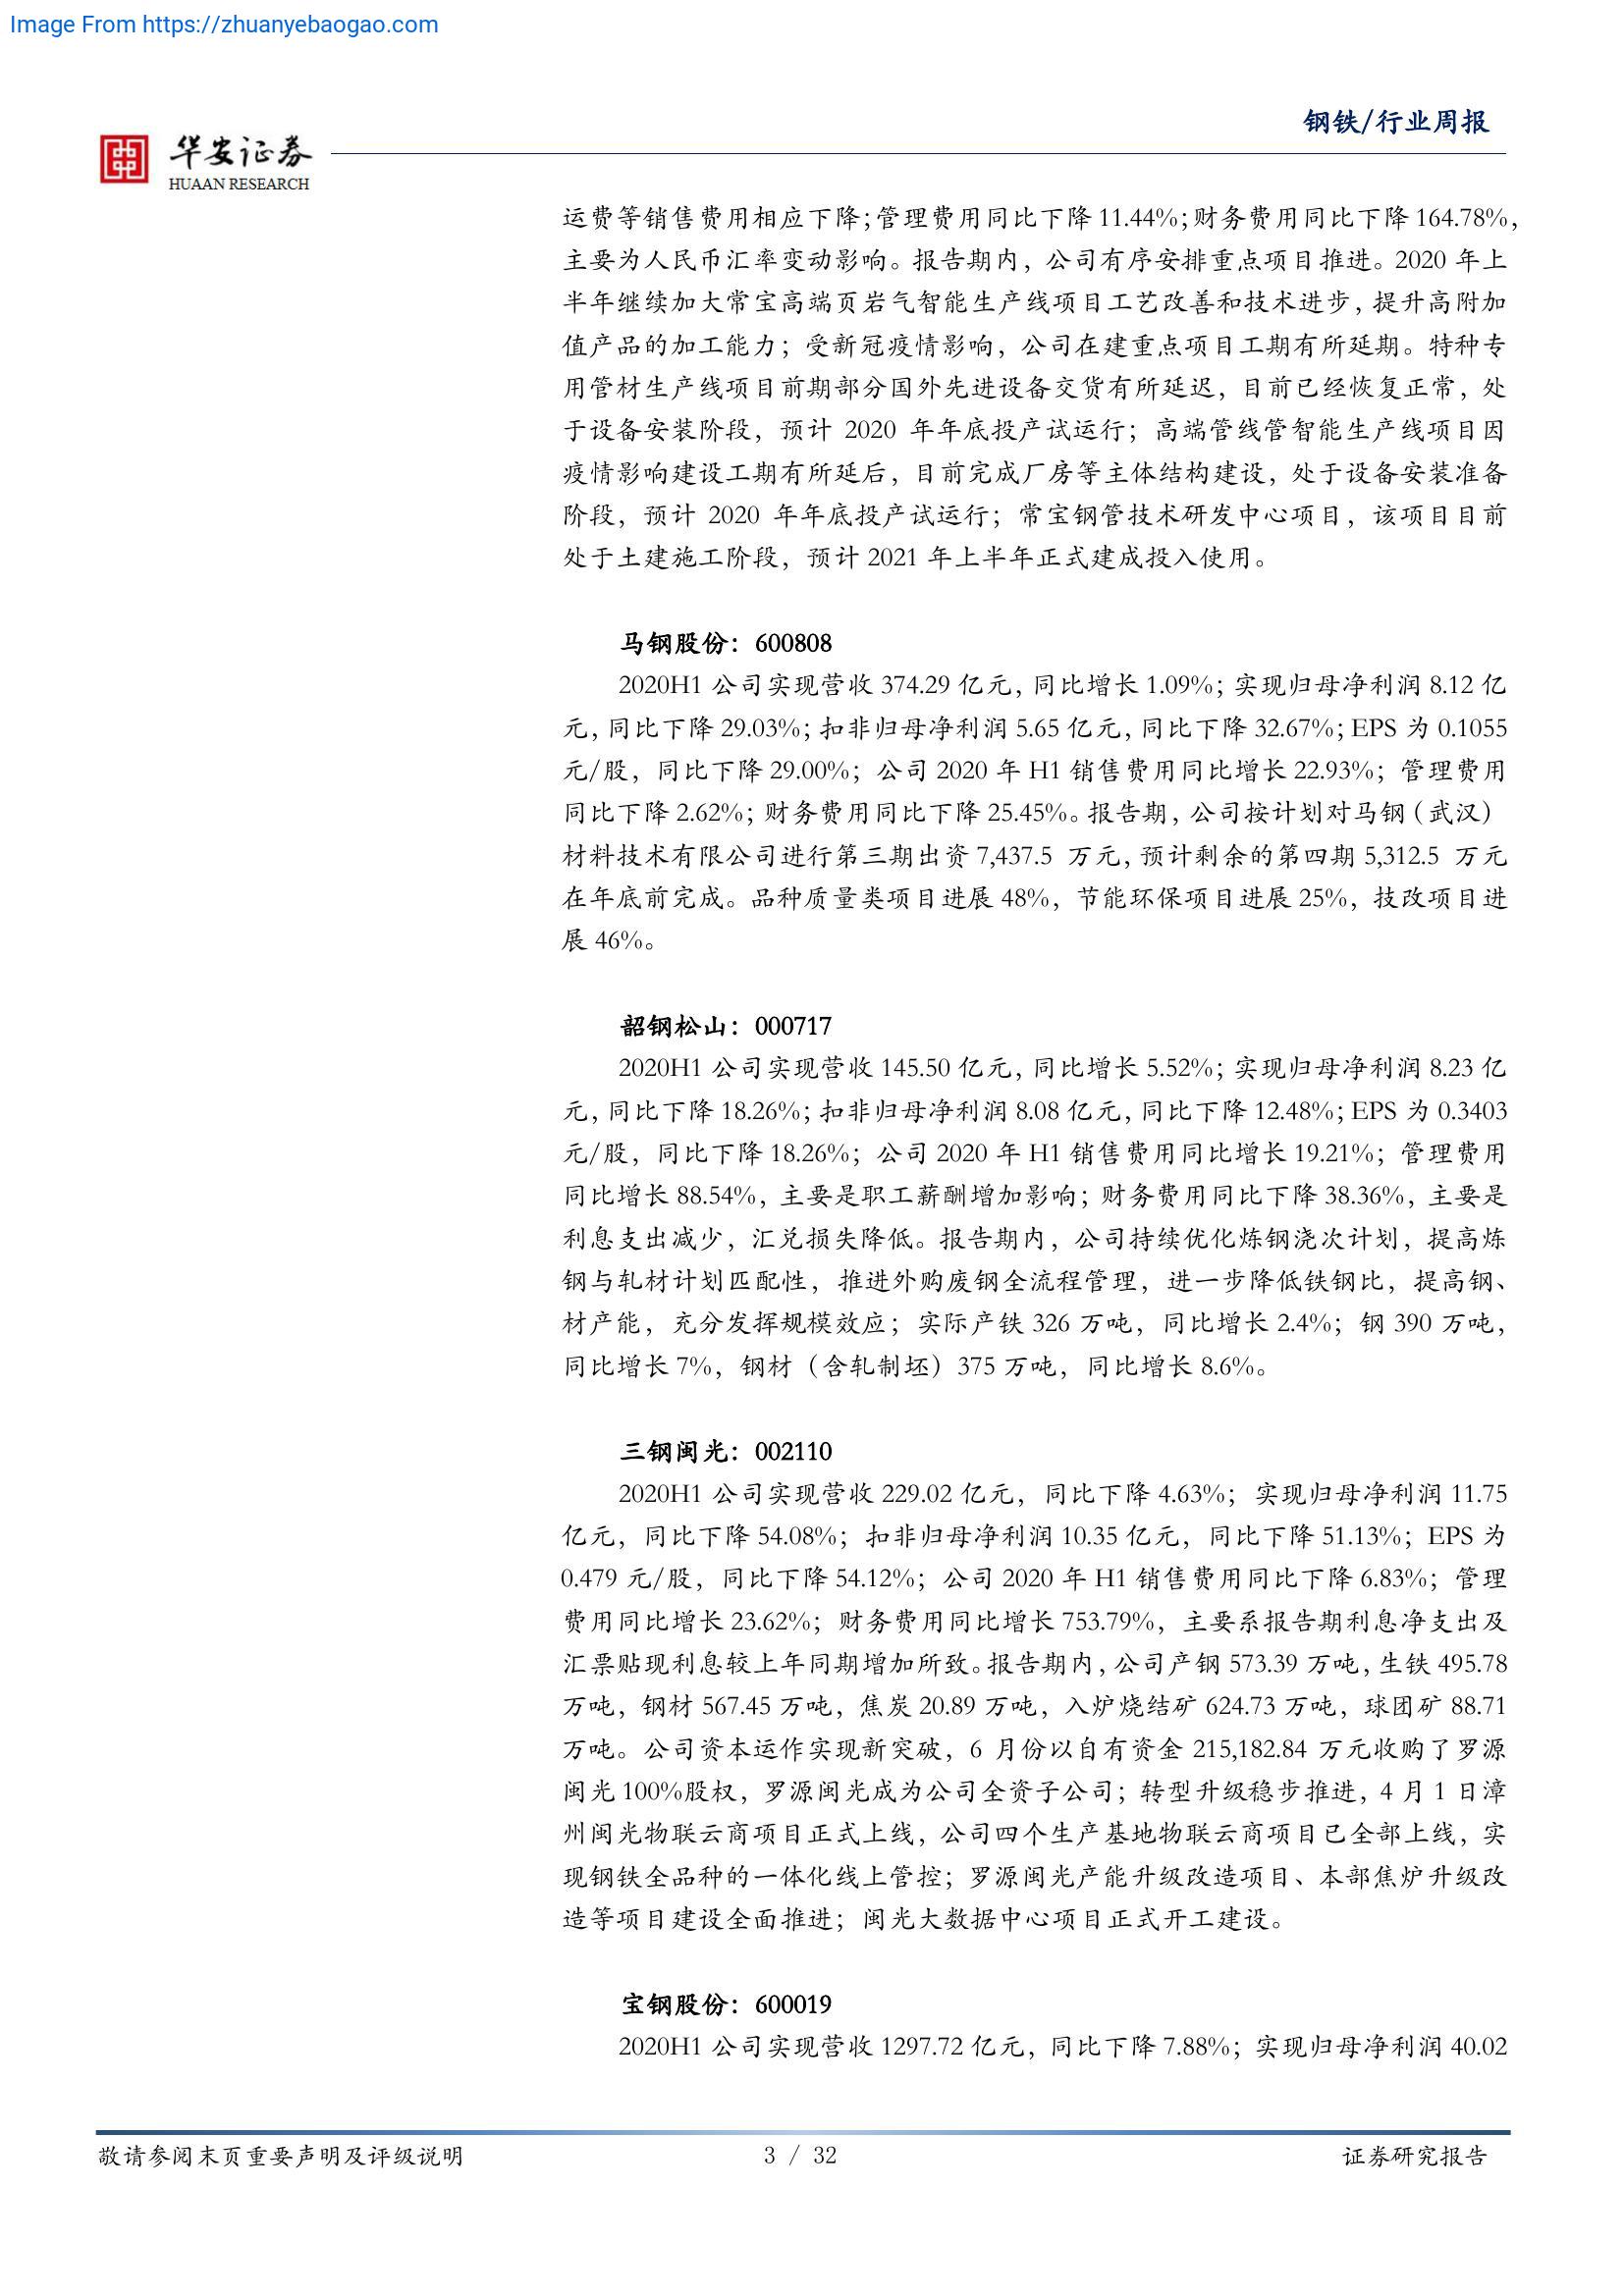 Image From https://zhuanyebaogao.com
钢铁/行业周报
华安证券
HUAAN RESEARCH
运费等销售费用相应下降；管理费用同比下降 11.44%；财务费用同比下降 164.78%，
主要为人民币汇率变动影响。报告期内，公司有序安排重点项目推进。2020 年上
半年继续加大常宝高端页岩气智能生产线项目工艺改善和技术进步，提升高附加
值产品的加工能力；受新冠疫情影响，公司在建重点项目工期有所延期。特种专
用管材生产线项目前期部分国外先进设备交货有所延迟，目前已经恢复正常，处
于设备安装阶段，预计 2020 年年底投产试运行；高端管线管智能生产线项目因
疫情影响建设工期有所延后，目前完成厂房等主体结构建设，处于设备安装准备
阶段，预计 2020 年年底投产试运行；常宝钢管技术研发中心项目，该项目目前
处于土建施工阶段，预计 2021 年上半年正式建成投入使用。
马钢股份：600808
2020H1 公司实现营收 374.29 亿元，同比增长 1.09%；实现归母净利润 8.12 亿
元，同比下降 29.03%；扣非归母净利润 5.65 亿元，同比下降 32.67%；EPS 为 0.1055
元/股，同比下降 29.00%；公司 2020 年 H1 销售费用同比增长 22.93%；管理费用
同比下降 2.62%；财务费用同比下降 25.45%。报告期，公司按计划对马钢（武汉）
材料技术有限公司进行第三期出资 7,437.5 万元，预计剩余的第四期 5,312.5 万元
在年底前完成。品种质量类项目进展 48%，节能环保项目进展 25%，技改项目进
展 46%。
韶钢松山：000717
2020H1 公司实现营收 145.50 亿元，同比增长 5.52%；实现归母净利润 8.23 亿
元，同比下降 18.26%；扣非归母净利润 8.08 亿元，同比下降 12.48%；EPS 为 0.3403
元/股，同比下降 18.26%；公司 2020 年 H1 销售费用同比增长 19.21%；管理费用
同比增长 88.54%，主要是职工薪酬增加影响；财务费用同比下降 38.36%，主要是
利息支出减少，汇兑损失降低。报告期内，公司持续优化炼钢浇次计划，提高炼
钢与轧材计划匹配性，推进外购废钢全流程管理，进一步降低铁钢比，提高钢、
材产能，充分发挥规模效应；实际产铁 326 万吨，同比增长 2.4%；钢 390 万吨，
同比增长 7%，钢材（含轧制坯）375 万吨，同比增长 8.6%。
三钢闽光：002110
2020H1 公司实现营收 229.02 亿元，同比下降 4.63%；实现归母净利润 11.75
亿元，同比下降 54.08%；扣非归母净利润 10.35 亿元，同比下降 51.13%；EPS 为
0.479 元/股，同比下降 54.12%；公司 2020 年 H1 销售费用同比下降 6.83%；管理
费用同比增长 23.62%；财务费用同比增长 753.79%，主要系报告期利息净支出及
汇票贴现利息较上年同期增加所致。报告期内，公司产钢 573.39 万吨，生铁 495.78
万吨，钢材 567.45 万吨，焦炭 20.89 万吨，入炉烧结矿 624.73 万吨，球团矿 88.71
万吨。公司资本运作实现新突破，6 月份以自有资金 215,182.84 万元收购了罗源
闽光 100%股权，罗源闽光成为公司全资子公司；转型升级稳步推进，4 月 1 日漳
州闽光物联云商项目正式上线，公司四个生产基地物联云商项目已全部上线，实
现钢铁全品种的一体化线上管控；罗源闽光产能升级改造项目、本部焦炉升级改
造等项目建设全面推进；闽光大数据中心项目正式开工建设。
宝钢股份：600019
2020H1 公司实现营收 1297.72 亿元，同比下降 7.88%；实现归母净利润 40.02
敬请参阅末页重要声明及评级说明
3 / 32
证券研究报告